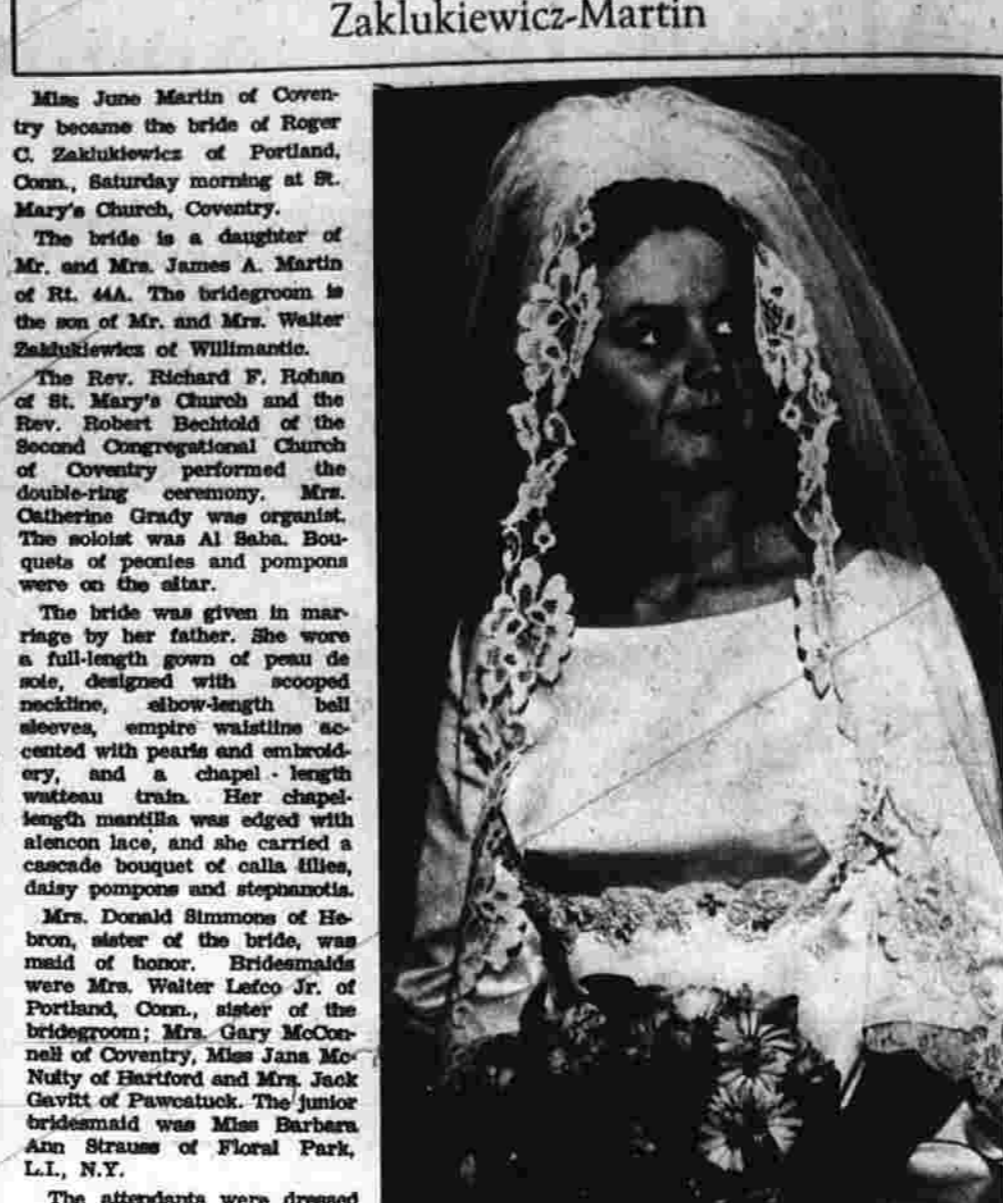 Zaklukiewicz-Martin
Miss June Martin of Coven-
try became the bride of Roger
C. Zaklukiewicz of Portland,
Conn., Saturday morning at St.
Mary's Church, Coventry.
The bride is a daughter of
Mr. and Mrs. James A. Martin
of Rt. 44A. The bridegroom is
the son of Mr. and Mrs. Walter
Zaklukiewicz of Willimantic.
The Rev. Richard F. Rohan
of St. Mary's Church and the
Rev. Robert Bechtold of the
Second Congregational Church
of Coventry performed the
double-ring ceremony. Mrs.
Catherine Grady was organist.
The soloist was Al Saba. Bou-
quets of peonies and pompons
were on the altar.
The bride was given in mar-
riage by her father. She wore
a full-length gown of peau de
soie, designed with scooped
neckline, elbow-length bell
sleeves, empire waistline ac-
cented with pearls and embroid-
ery, and a chapel - length
watteau train. Her chapel-
length mantilla was edged with
alencon lace, and she carried a
cascade bouquet of calla lilies,
daisy pompons and stephanotis.
Mrs. Donald Simmons of He-
bron, sister of the bride, was
maid of honor. Bridesmaids
were Mrs. Walter Lefco Jr. of
Portland, Conn., sister of the
bridegroom; Mrs. Gary McCon-
nell of Coventry, Miss Jana Mc-
Nulty of Hartford and Mrs. Jack
Gavitt of Pawcatuck. The junior
bridesmaid was Miss Barbara
Ann Strauss of Floral Park,
L.I., N.Y.
The attendants were dressed